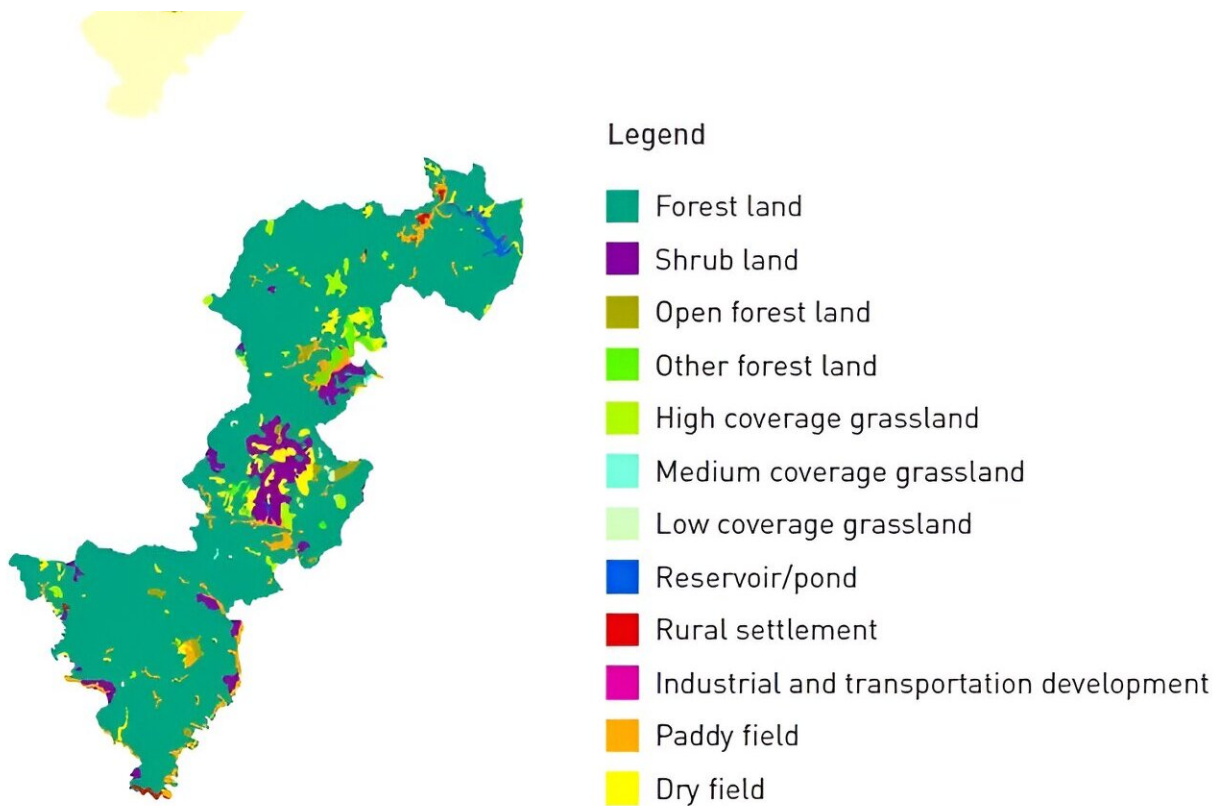 Legend
Forest land
Shrub land
Open forest land
Other forest land
High coverage grassland
Medium coverage grassland
Low coverage grassland
Reservoir/pond
Rural settlement
Industrial and transportation development
Paddy field
Dry field